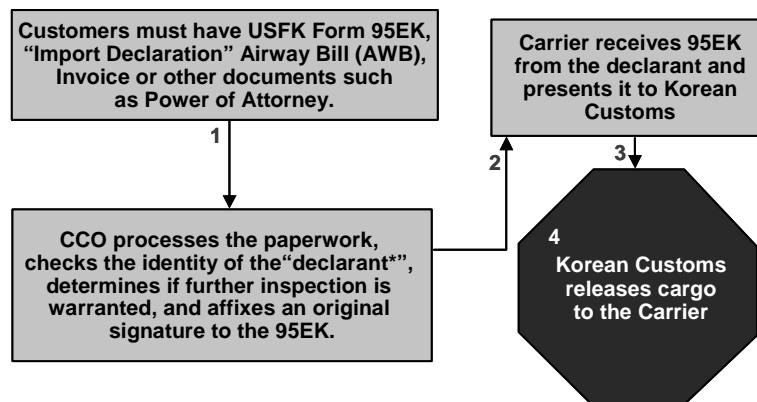 Customers must have USFK Form 95EK,
“Import Declaration” Airway Bill (AWB),
Invoice or other documents such
as Power of Attorney.
1
CCO processes the paperwork,
checks the identity of the“declarant*”,
determines if further inspection is
warranted, and affixes an original
signature to the 95EK.
2
Carrier receives 95EK
from the declarant and
presents it to Korean
Customs
3
4
Korean Customs
releases cargo
to the Carrier